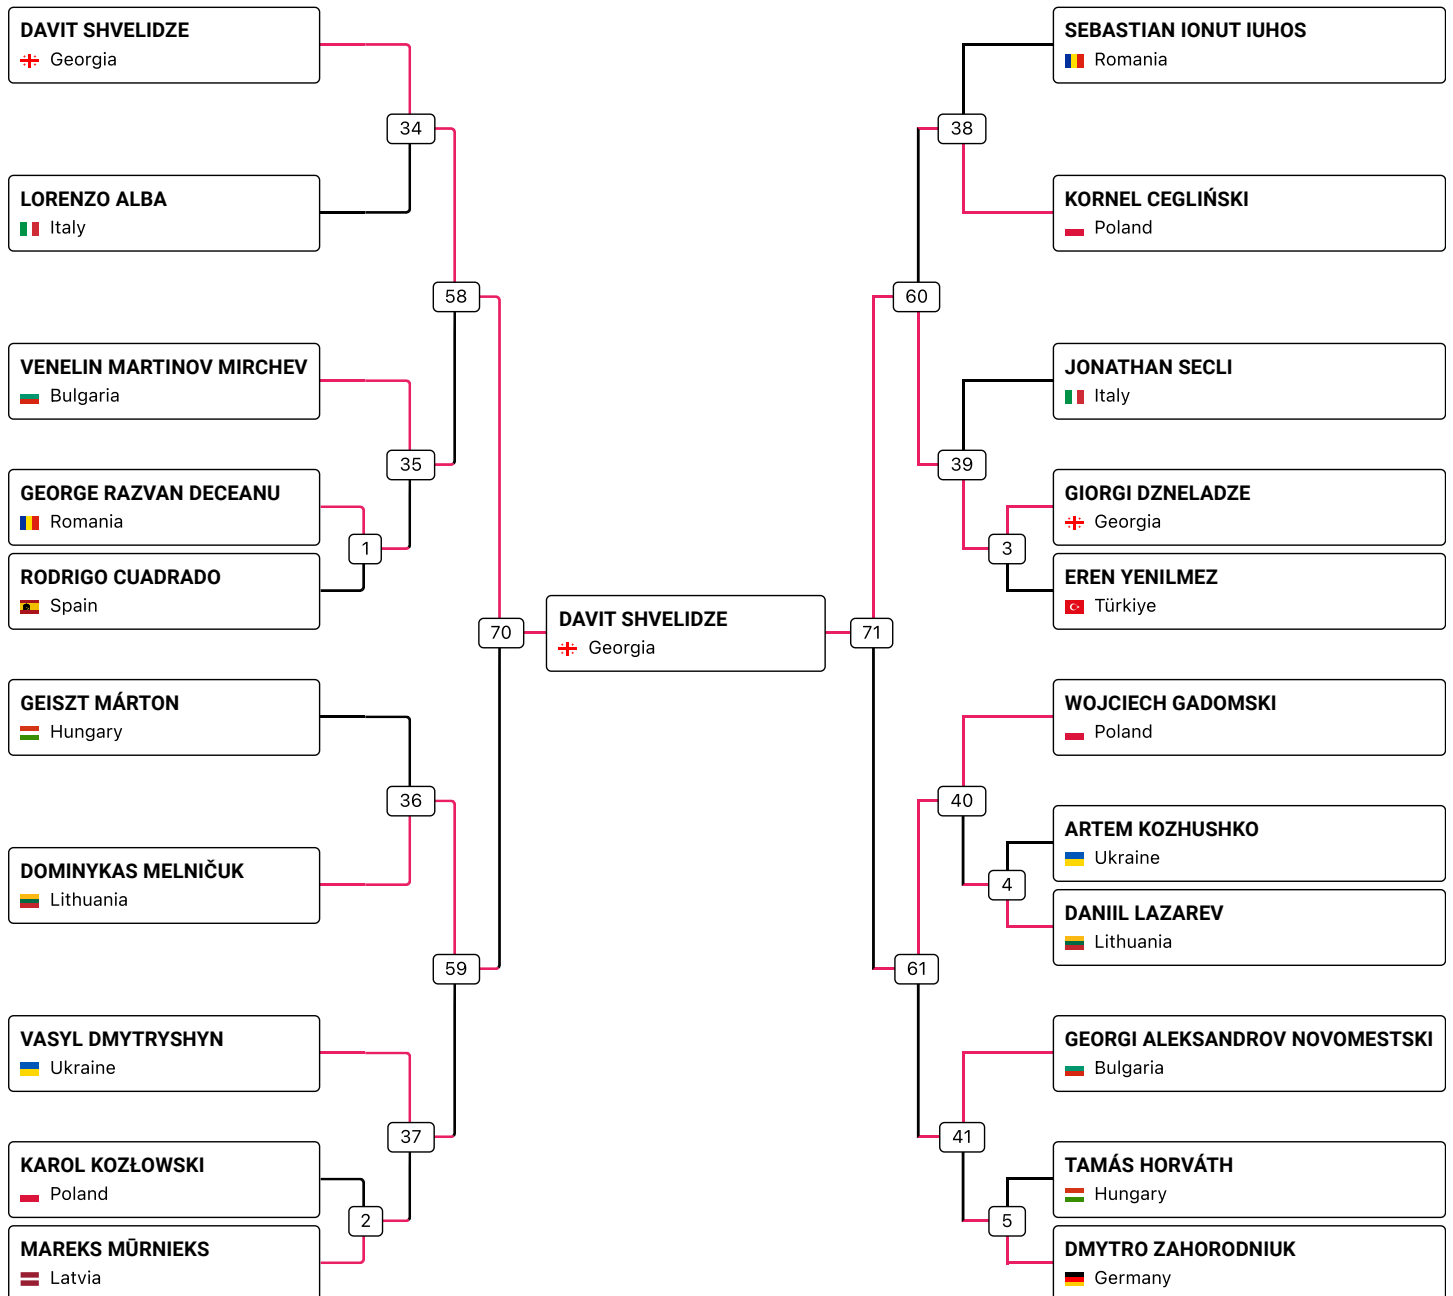 DAVIT SHVELIDZE
Georgia
34
LORENZO ALBA
Italy
58
VENELIN MARTINOV MIRCHEV
Bulgaria
35
GEORGE RAZVAN DECEANU
Romania
1
RODRIGO CUADRADO
Spain
70
GEISZT MÁRTON
Hungary
36
DOMINYKAS MELNIČUK
Lithuania
59
VASYL DMYTRYSHYN
Ukraine
37
KAROL KOZŁOWSKI
Poland
2
MAREKS MŪRNIEKS
Latvia
DAVIT SHVELIDZE
Georgia
71
SEBASTIAN IONUT IUHOS
Romania
38
KORNEL CEGLIŃSKI
Poland
60
JONATHAN SECLI
Italy
39
GIORGI DZNELADZE
Georgia
3
EREN YENILMEZ
Türkiye
WOJCIECH GADOMSKI
Poland
40
ARTEM KOZHUSHKO
Ukraine
4
DANIIL LAZAREV
Lithuania
61
GEORGI ALEKSANDROV NOVOMESTSKI
Bulgaria
41
TAMÁS HORVÁTH
Hungary
5
DMYTRO ZAHORODNIUK
Germany